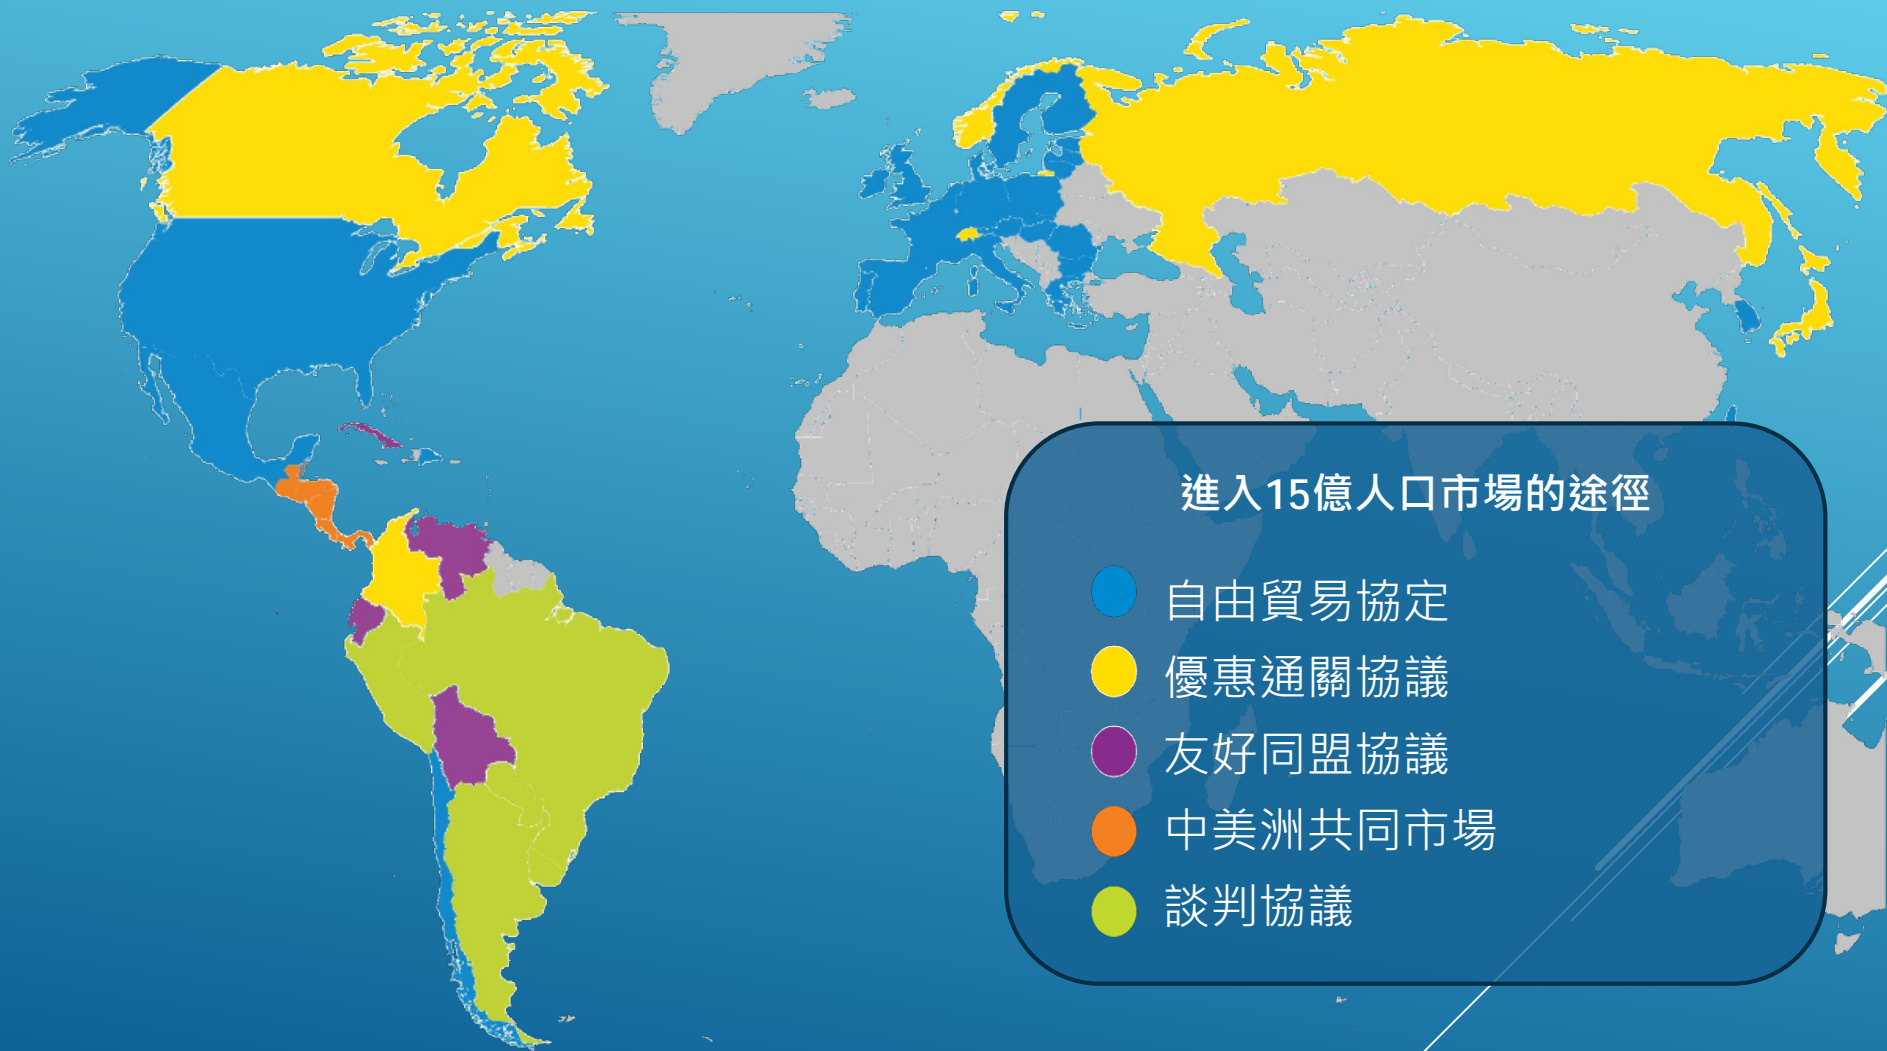 進入15億人口市場的途徑
自由貿易協定
優惠通關協議
友好同盟協議
中美洲共同市場
談判協議